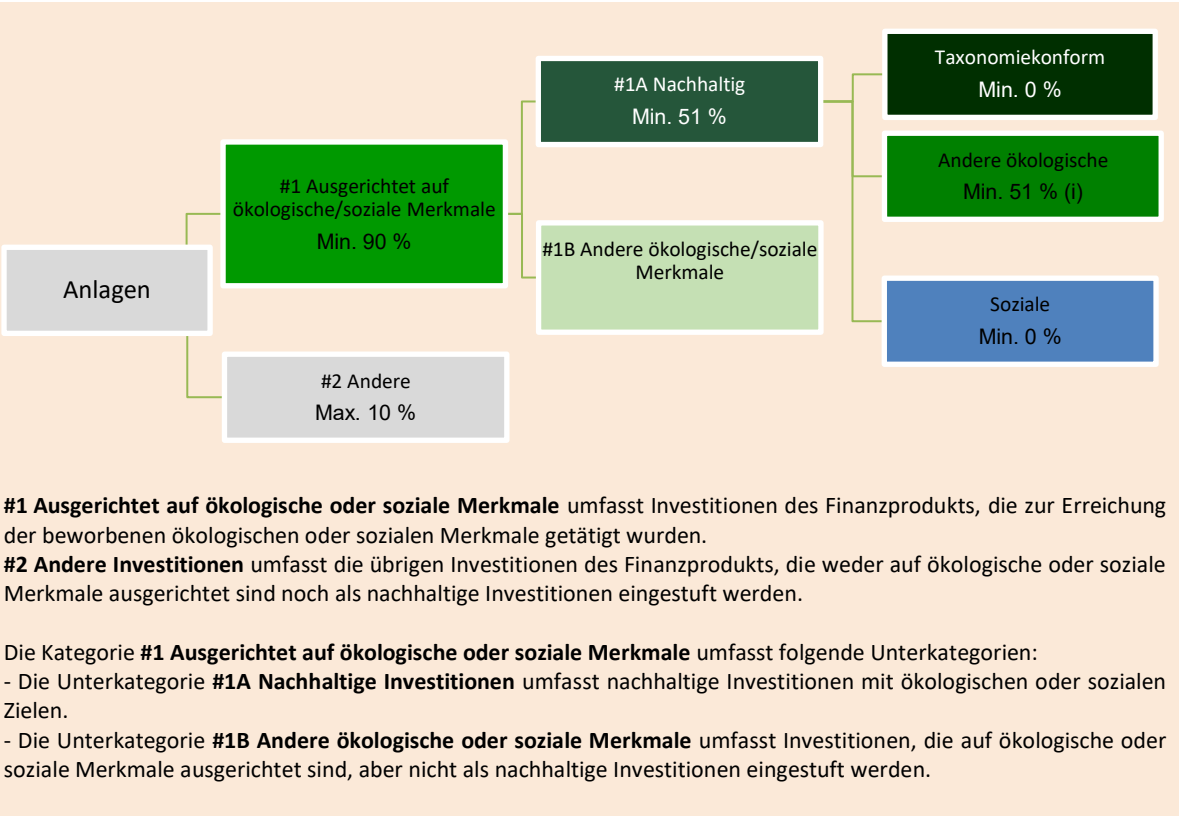 Taxonomiekonform
Min. 0 %
#1A Nachhaltig
Min. 51 %
Andere ökologische
Min. 51 % (i)
#1 Ausgerichtet auf
ökologische/soziale Merkmale
Min. 90 %
#1B Andere ökologische/soziale
Merkmale
Anlagen
Soziale
Min. 0 %
#2 Andere
Max. 10 %
#1 Ausgerichtet auf ökologische oder soziale Merkmale umfasst Investitionen des Finanzprodukts, die zur Erreichung
der beworbenen ökologischen oder sozialen Merkmale getätigt wurden.
#2 Andere Investitionen umfasst die übrigen Investitionen des Finanzprodukts, die weder auf ökologische oder soziale
Merkmale ausgerichtet sind noch als nachhaltige Investitionen eingestuft werden.
Die Kategorie #1 Ausgerichtet auf ökologische oder soziale Merkmale umfasst folgende Unterkategorien:
- Die Unterkategorie #1A Nachhaltige Investitionen umfasst nachhaltige Investitionen mit ökologischen oder sozialen
Zielen.
- Die Unterkategorie #1B Andere ökologische oder soziale Merkmale umfasst Investitionen, die auf ökologische oder
soziale Merkmale ausgerichtet sind, aber nicht als nachhaltige Investitionen eingestuft werden.